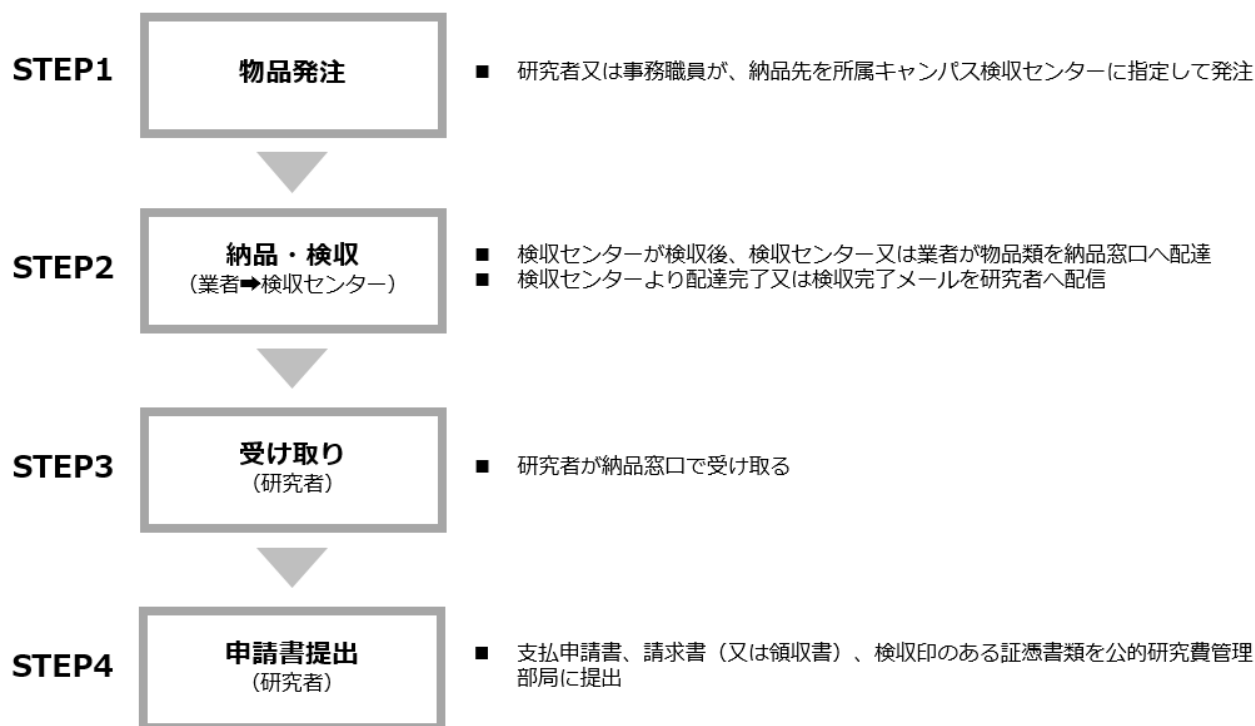 STEP1
物品発注
■ 研究者又は事務職員が、納品先を所属キャンパス検収センターに指定して発注
STEP2
納品・検収
（業者➡検収センター）
■ 検収センターが検収後、検収センター又は業者が物品類を納品窓口へ配達
■ 検収センターより配達完了又は検収完了メールを研究者へ配信
STEP3
受け取り
（研究者）
■ 研究者が納品窓口で受け取る
STEP4
申請書提出
（研究者）
■ 支払申請書、請求書（又は領収書）、検収印のある証憑書類を公的研究費管理
部局に提出